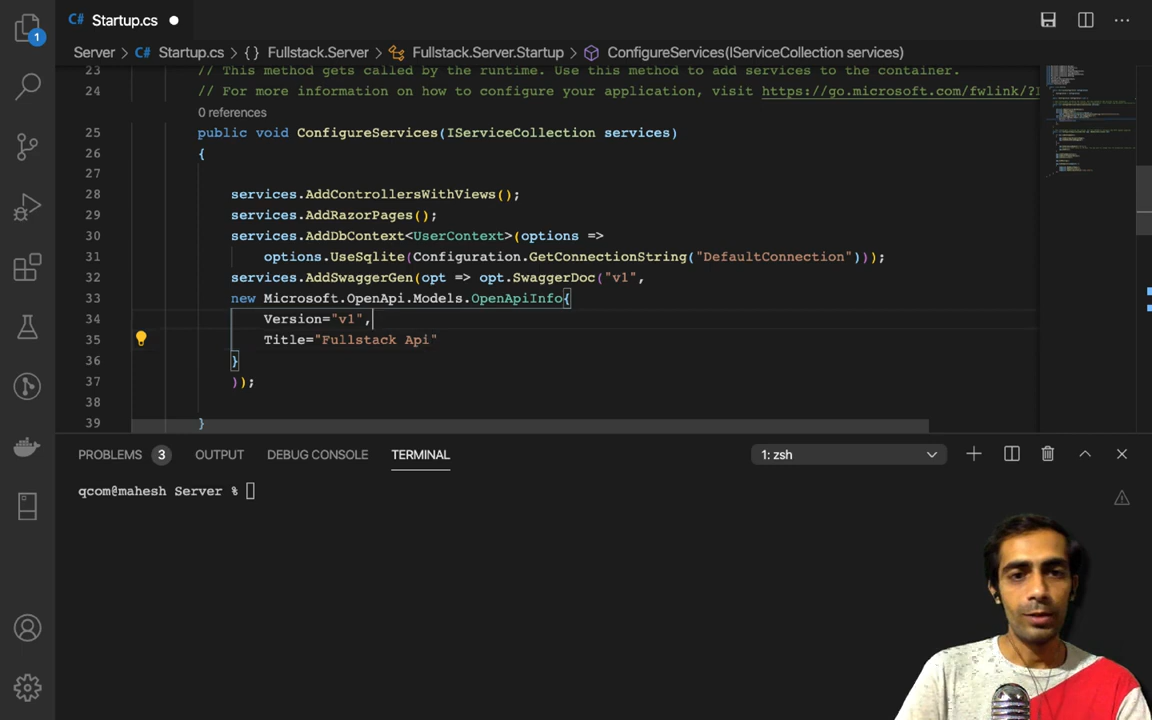 C# Startup.cs
1
Server > C# Startup.cs > {} Fullstack.Server > Fullstack.Server.Startup > ConfigureServices(IServiceCollection services)
23 // This method gets called by the runtime. Use this method to add services to the container.
24 // For more information on how to configure your application, visit https://go.microsoft.com/fwlink/?
0 references
25 public void ConfigureServices(IServiceCollection services)
26 {
27
28 services.AddControllersWithViews();
29 services.AddRazorPages();
30 services.AddDbContext<UserContext>(options =>
31 options.UseSqlite(Configuration.GetConnectionString("DefaultConnection")));
32 services.AddSwaggerGen(opt => opt.SwaggerDoc("v1",
33 new Microsoft.OpenApi.Models.OpenApiInfo{
34 Version="v1",
35 Title="Fullstack Api"
36 }
37 ));
38
39 }
PROBLEMS 3 OUTPUT DEBUG CONSOLE TERMINAL 1: zsh
qcom@mahesh Server %